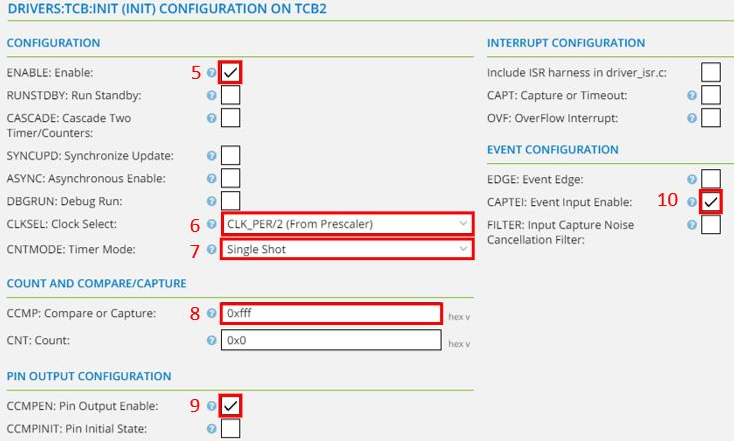 DRIVERS:TCB:INIT (INIT) CONFIGURATION ON TCB2
CONFIGURATION
ENABLE: Enable: 5 ?
RUNSTDBY: Run Standby: ?
CASCADE: Cascade Two ?
Timer/Counters:
SYNCUPD: Synchronize Update: ?
ASYNC: Asynchronous Enable: ?
DBGRUN: Debug Run: ?
CLKSEL: Clock Select: 6 ? CLK_PER/2 (From Prescaler)
CNTMODE: Timer Mode: 7 ? Single Shot
COUNT AND COMPARE/CAPTURE
CCMP: Compare or Capture: 8 ? 0xfff hex v
CNT: Count: ? 0x0 hex v
PIN OUTPUT CONFIGURATION
CCMPEN: Pin Output Enable: 9 ?
CCMPINIT: Pin Initial State: ?
INTERRUPT CONFIGURATION
Include ISR harness in driver_isr.c:
CAPT: Capture or Timeout: ?
OVF: OverFlow Interrupt: ?
EVENT CONFIGURATION
EDGE: Event Edge: ?
CAPTEI: Event Input Enable: 10 ?
FILTER: Input Capture Noise ?
Cancellation Filter: